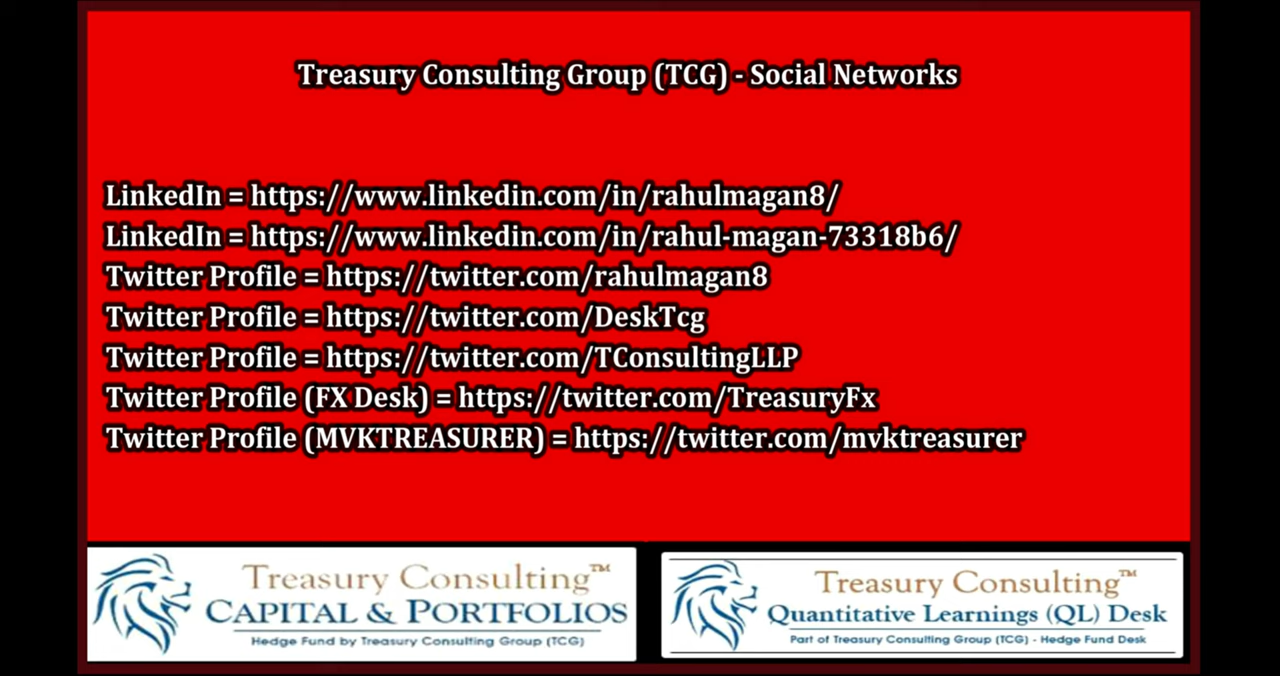 Treasury Consulting Group (TCG) - Social Networks
LinkedIn = https://www.linkedin.com/in/rahulmagan8/
LinkedIn = https://www.linkedin.com/in/rahul-magan-73318b6/
Twitter Profile = https://twitter.com/rahulmagan8
Twitter Profile = https://twitter.com/DeskTcg
Twitter Profile = https://twitter.com/TConsultingLLP
Twitter Profile (FX Desk) = https://twitter.com/TreasuryFx
Twitter Profile (MVKTREASURER) = https://twitter.com/mvktreasurer
Treasury Consulting™
CAPITAL & PORTFOLIOS
Hedge Fund by Treasury Consulting Group (TCG)
Treasury Consulting™
Quantitative Learnings (QL) Desk
Part of Treasury Consulting Group (TCG) - Hedge Fund Desk